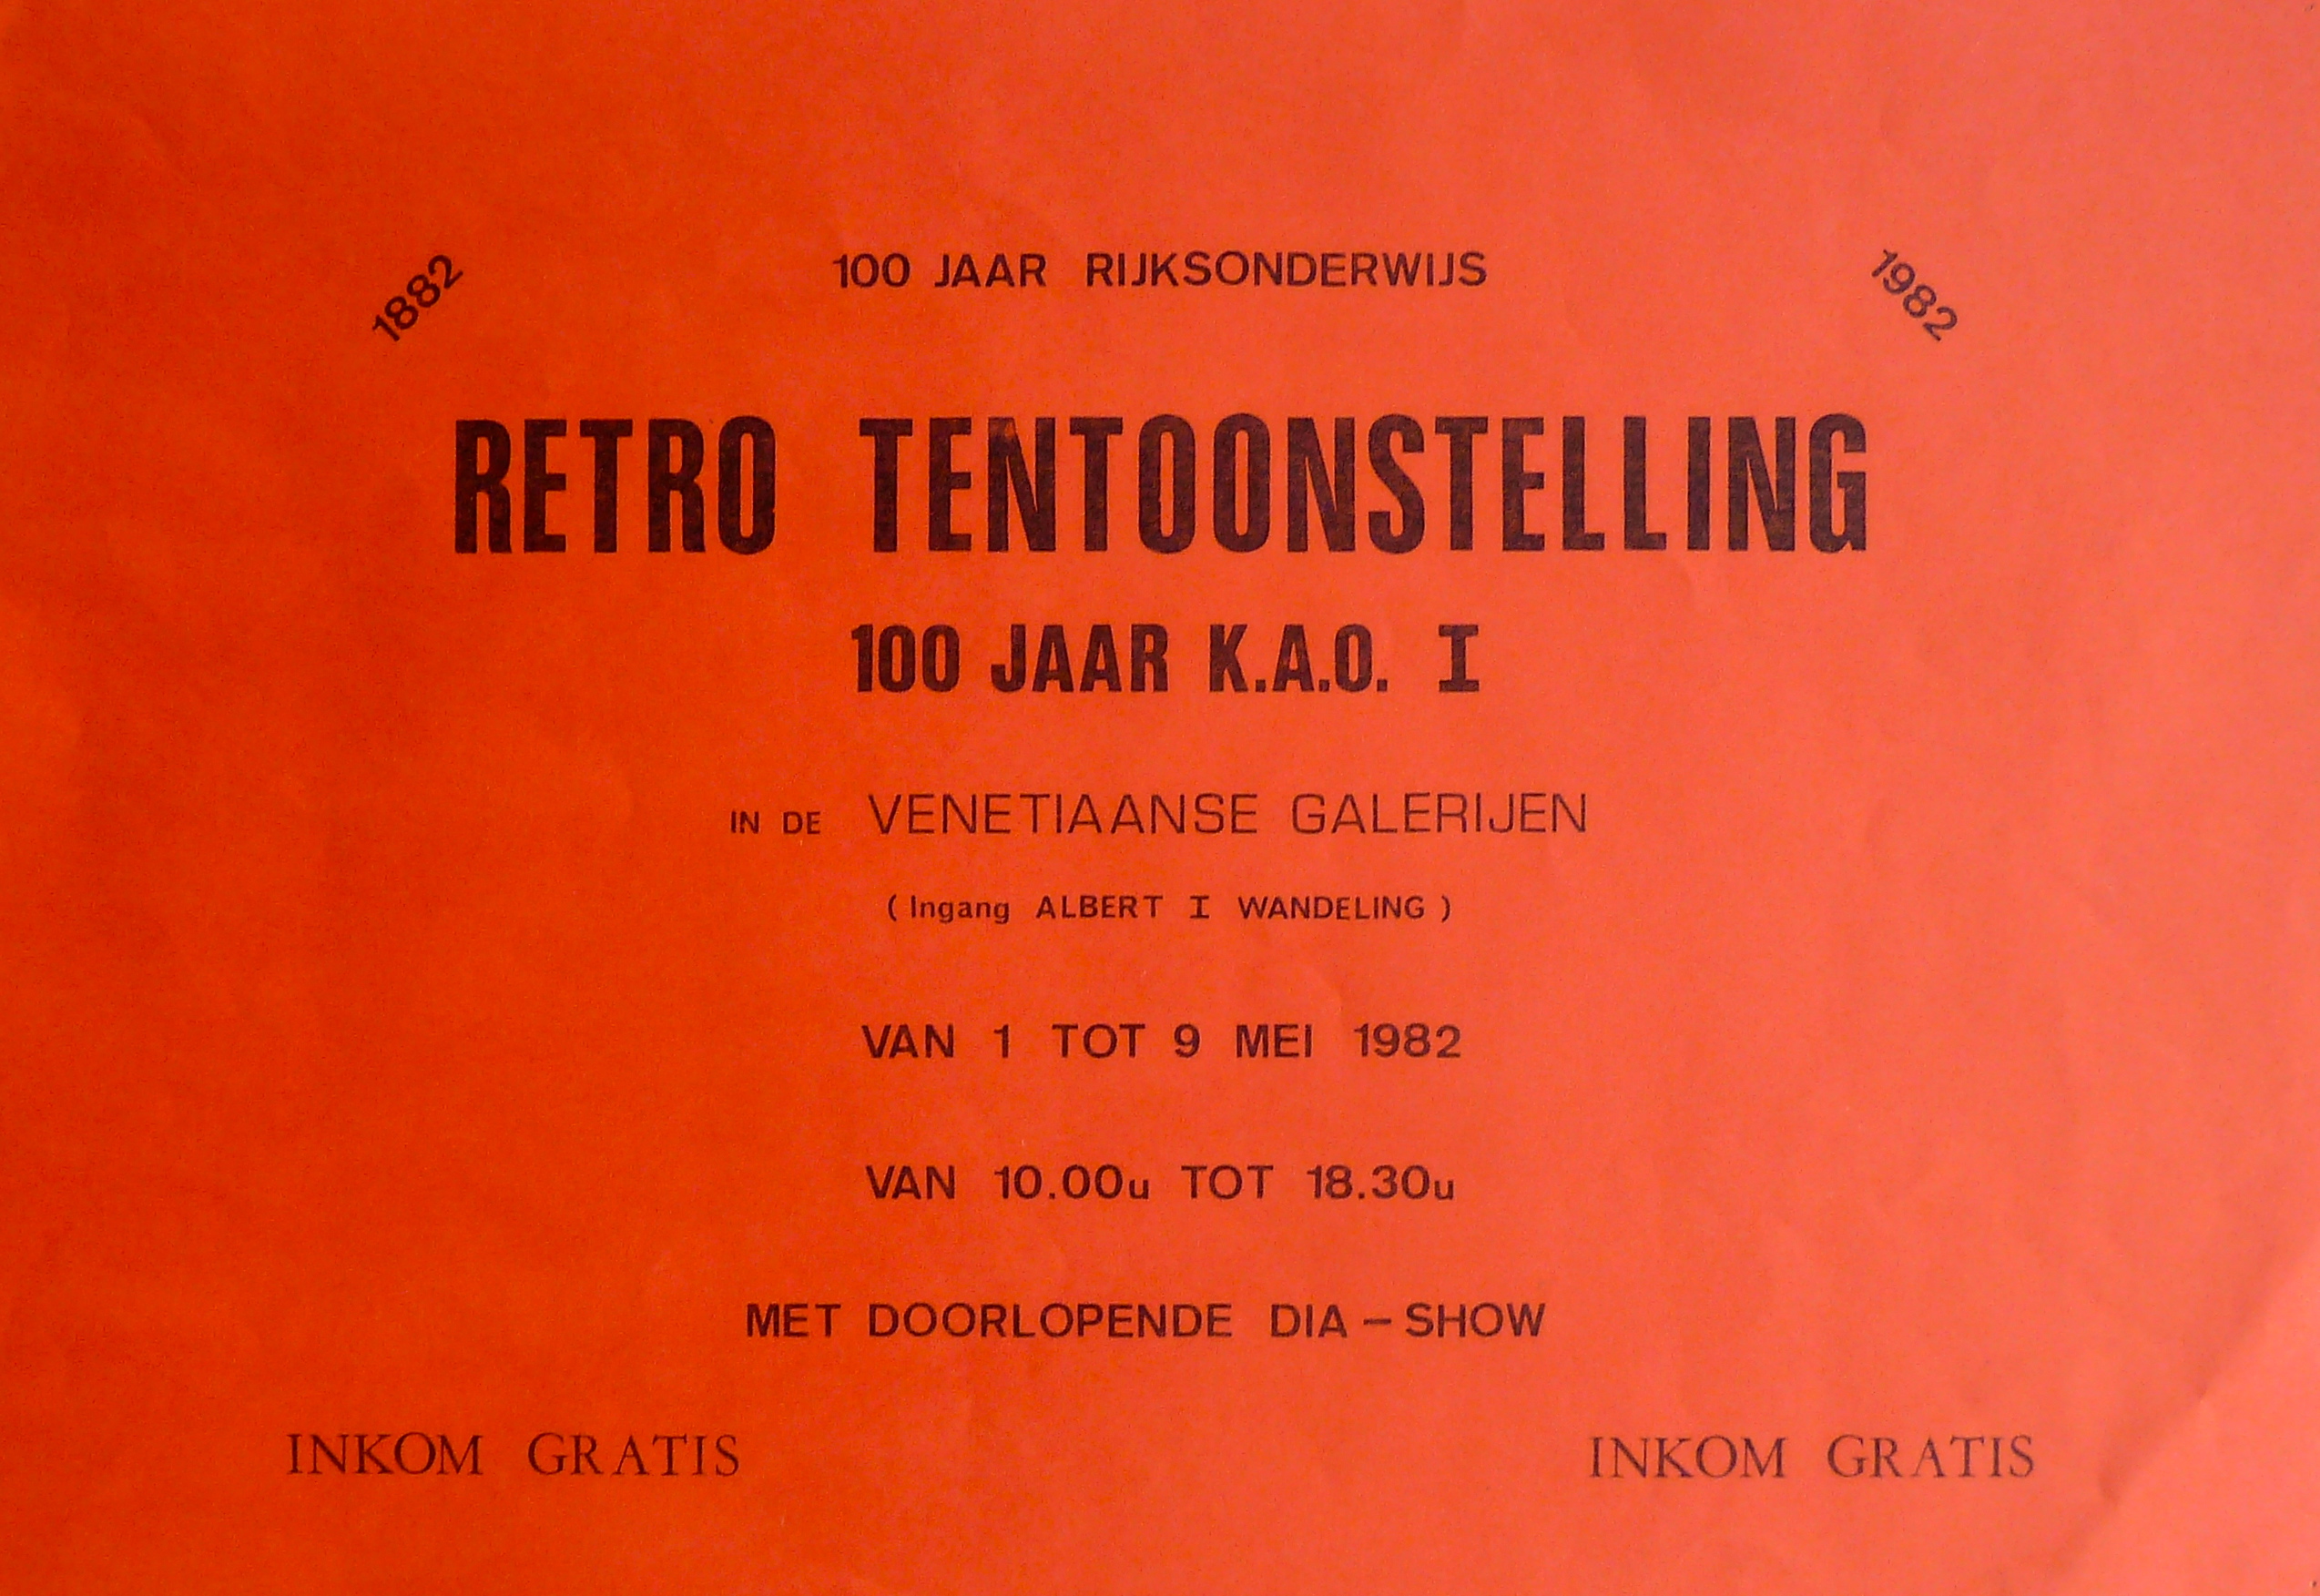 1882
100 JAAR RIJKSONDERWIJS
1982
RETRO TENTOONSTELLING
100 JAAR K.A.O. I
IN DE VENETIAANSE GALERIJEN
( Ingang ALBERT I WANDELING )
VAN 1 TOT 9 MEI 1982
VAN 10.00u TOT 18.30u
MET DOORLOPENDE DIA – SHOW
INKOM GRATIS
INKOM GRATIS